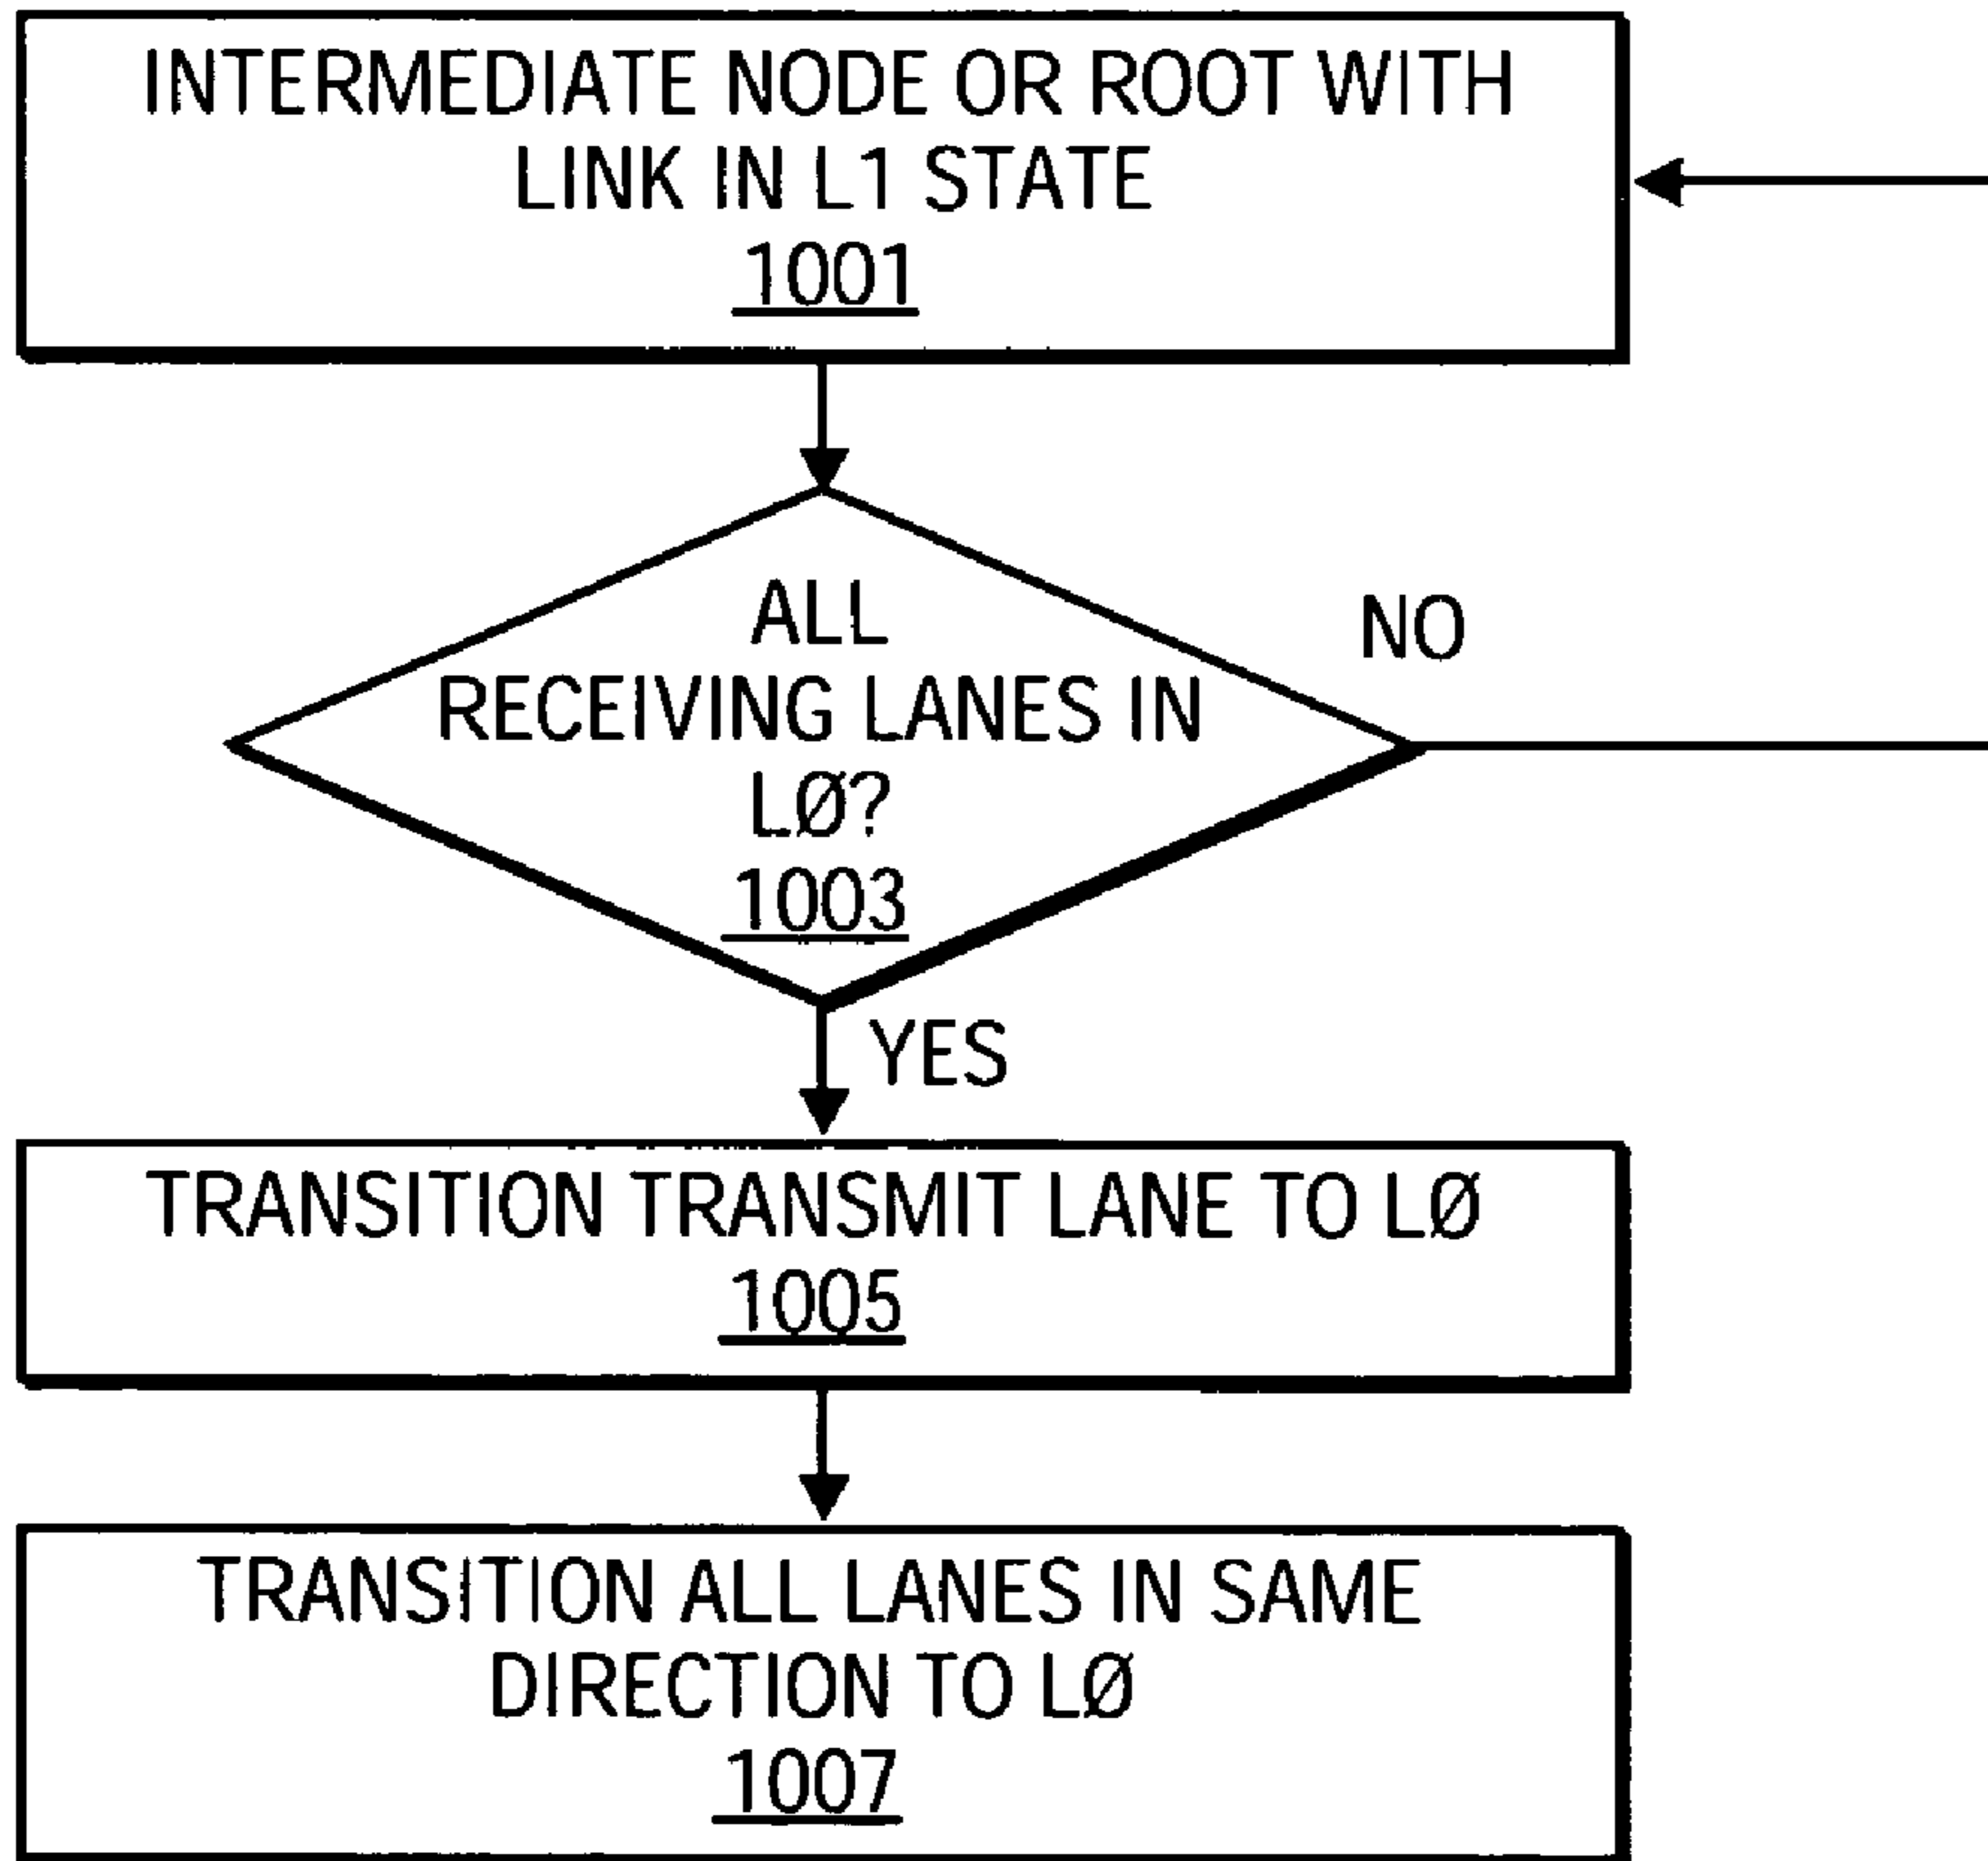 INTERMEDIATE NODE OR ROOT WITH
LINK IN L1 STATE
1001
ALL
RECEIVING LANES IN
LØ?
1003
NO
YES
TRANSITION TRANSMIT LANE TO LØ
1005
TRANSITION ALL LANES IN SAME
DIRECTION TO LØ
1007